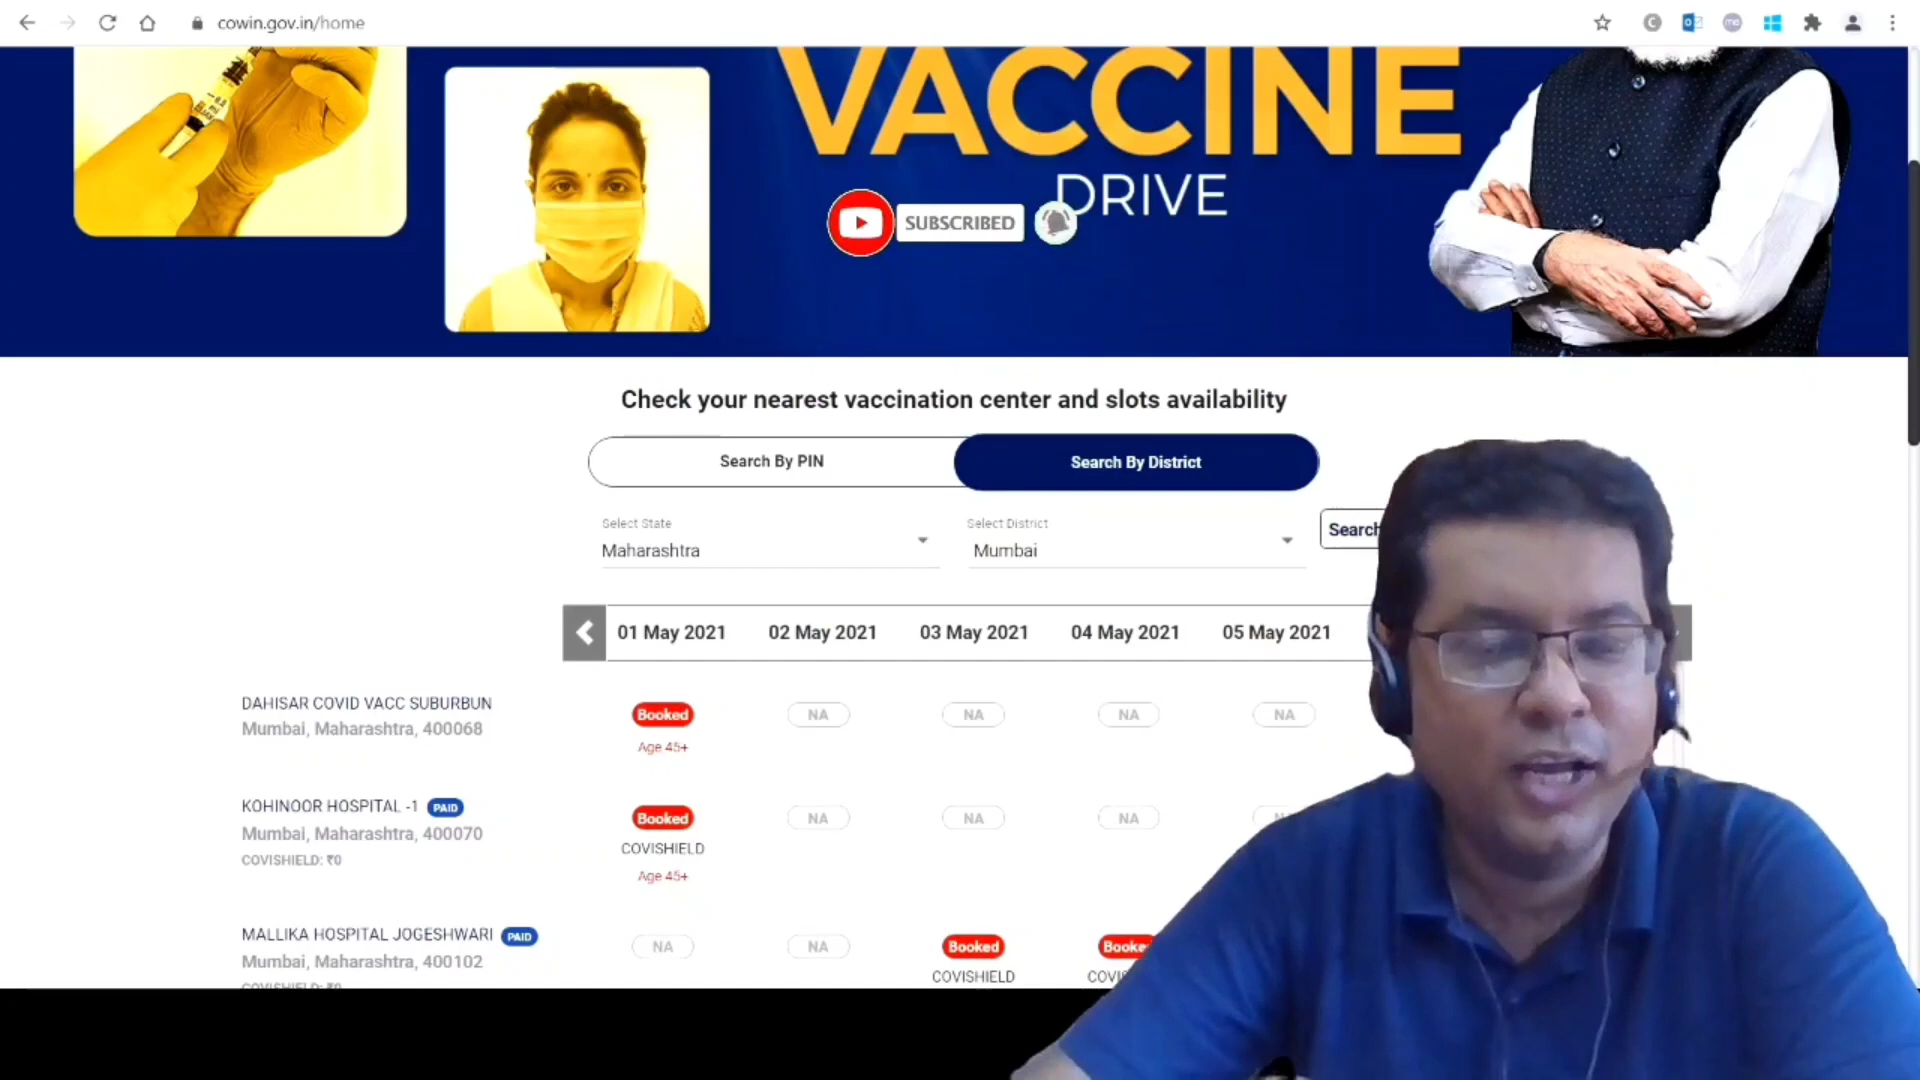 cowin.gov.in/home
VACCINE
DRIVE
SUBSCRIBED
Check your nearest vaccination center and slots availability
Search By PIN
Search By District
Select State
Maharashtra
Select District
Mumbai
Search
01 May 2021 02 May 2021 03 May 2021 04 May 2021 05 May 2021
DAHISAR COVID VACC SUBURBUN
Mumbai, Maharashtra, 400068
Booked NA NA NA NA
Age 45+
KOHINOOR HOSPITAL -1 PAID
Mumbai, Maharashtra, 400070
COVISHIELD: ₹0
Booked NA NA NA
COVISHIELD
Age 45+
MALLIKA HOSPITAL JOGESHWARI PAID
Mumbai, Maharashtra, 400102
COVISHIELD: ₹0
NA NA Booked Booke
COVISHIELD COVI